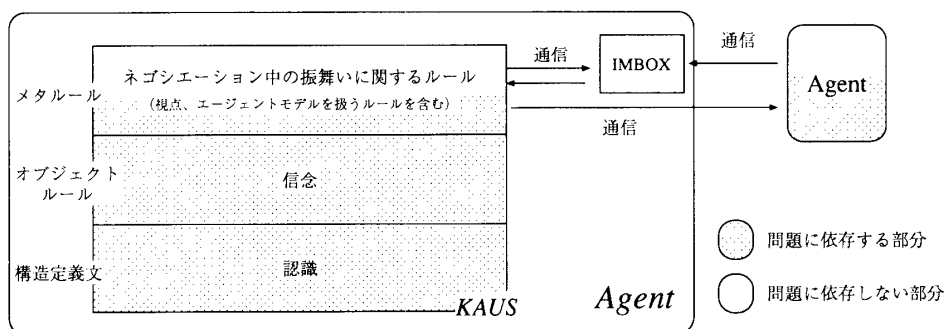 通信
通信
ネゴシエーション中の振舞いに関するルール
IMBOX
メタルール
（視点、エージェントモデルを扱うルールを含む）
Agent
通信
オブジェクト
ルール
信念
問題に依存する部分
構造定義文
認識
KAUS
Agent
問題に依存しない部分